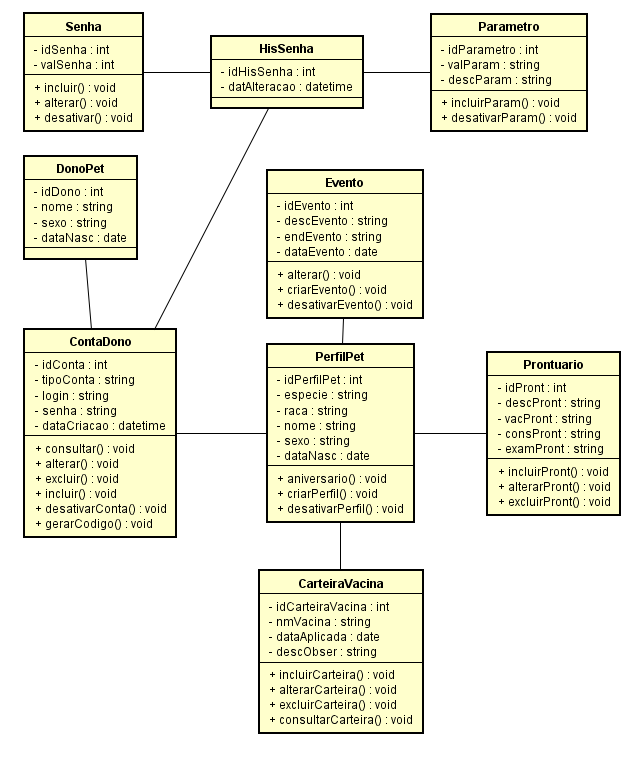 Senha
- idSenha : int
- valSenha : int
+ incluir() : void
+ alterar() : void
+ desativar() : void
HisSenha
- idHisSenha : int
- datAlteracao : datetime
Parametro
- idParametro : int
- valParam : string
- descParam : string
+ incluirParam() : void
+ desativarParam() : void
DonoPet
- idDono : int
- nome : string
- sexo : string
- dataNasc : date
Evento
- idEvento : int
- descEvento : string
- endEvento : string
- dataEvento : date
+ alterar() : void
+ criarEvento() : void
+ desativarEvento() : void
ContaDono
- idConta : int
- tipoConta : string
- login : string
- senha : string
- dataCriacao : datetime
+ consultar() : void
+ alterar() : void
+ excluir() : void
+ incluir() : void
+ desativarConta() : void
+ gerarCodigo() : void
PerfilPet
- idPerfilPet : int
- especie : string
- raca : string
- nome : string
- sexo : string
- dataNasc : date
+ aniversario() : void
+ criarPerfil() : void
+ desativarPerfil() : void
Prontuario
- idPront : int
- descPront : string
- vacPront : string
- consPront : string
- examPront : string
+ incluirPront() : void
+ alterarPront() : void
+ excluirPront() : void
CarteiraVacina
- idCarteiraVacina : int
- nmVacina : string
- dataAplicada : date
- descObser : string
+ incluirCarteira() : void
+ alterarCarteira() : void
+ excluirCarteira() : void
+ consultarCarteira() : void